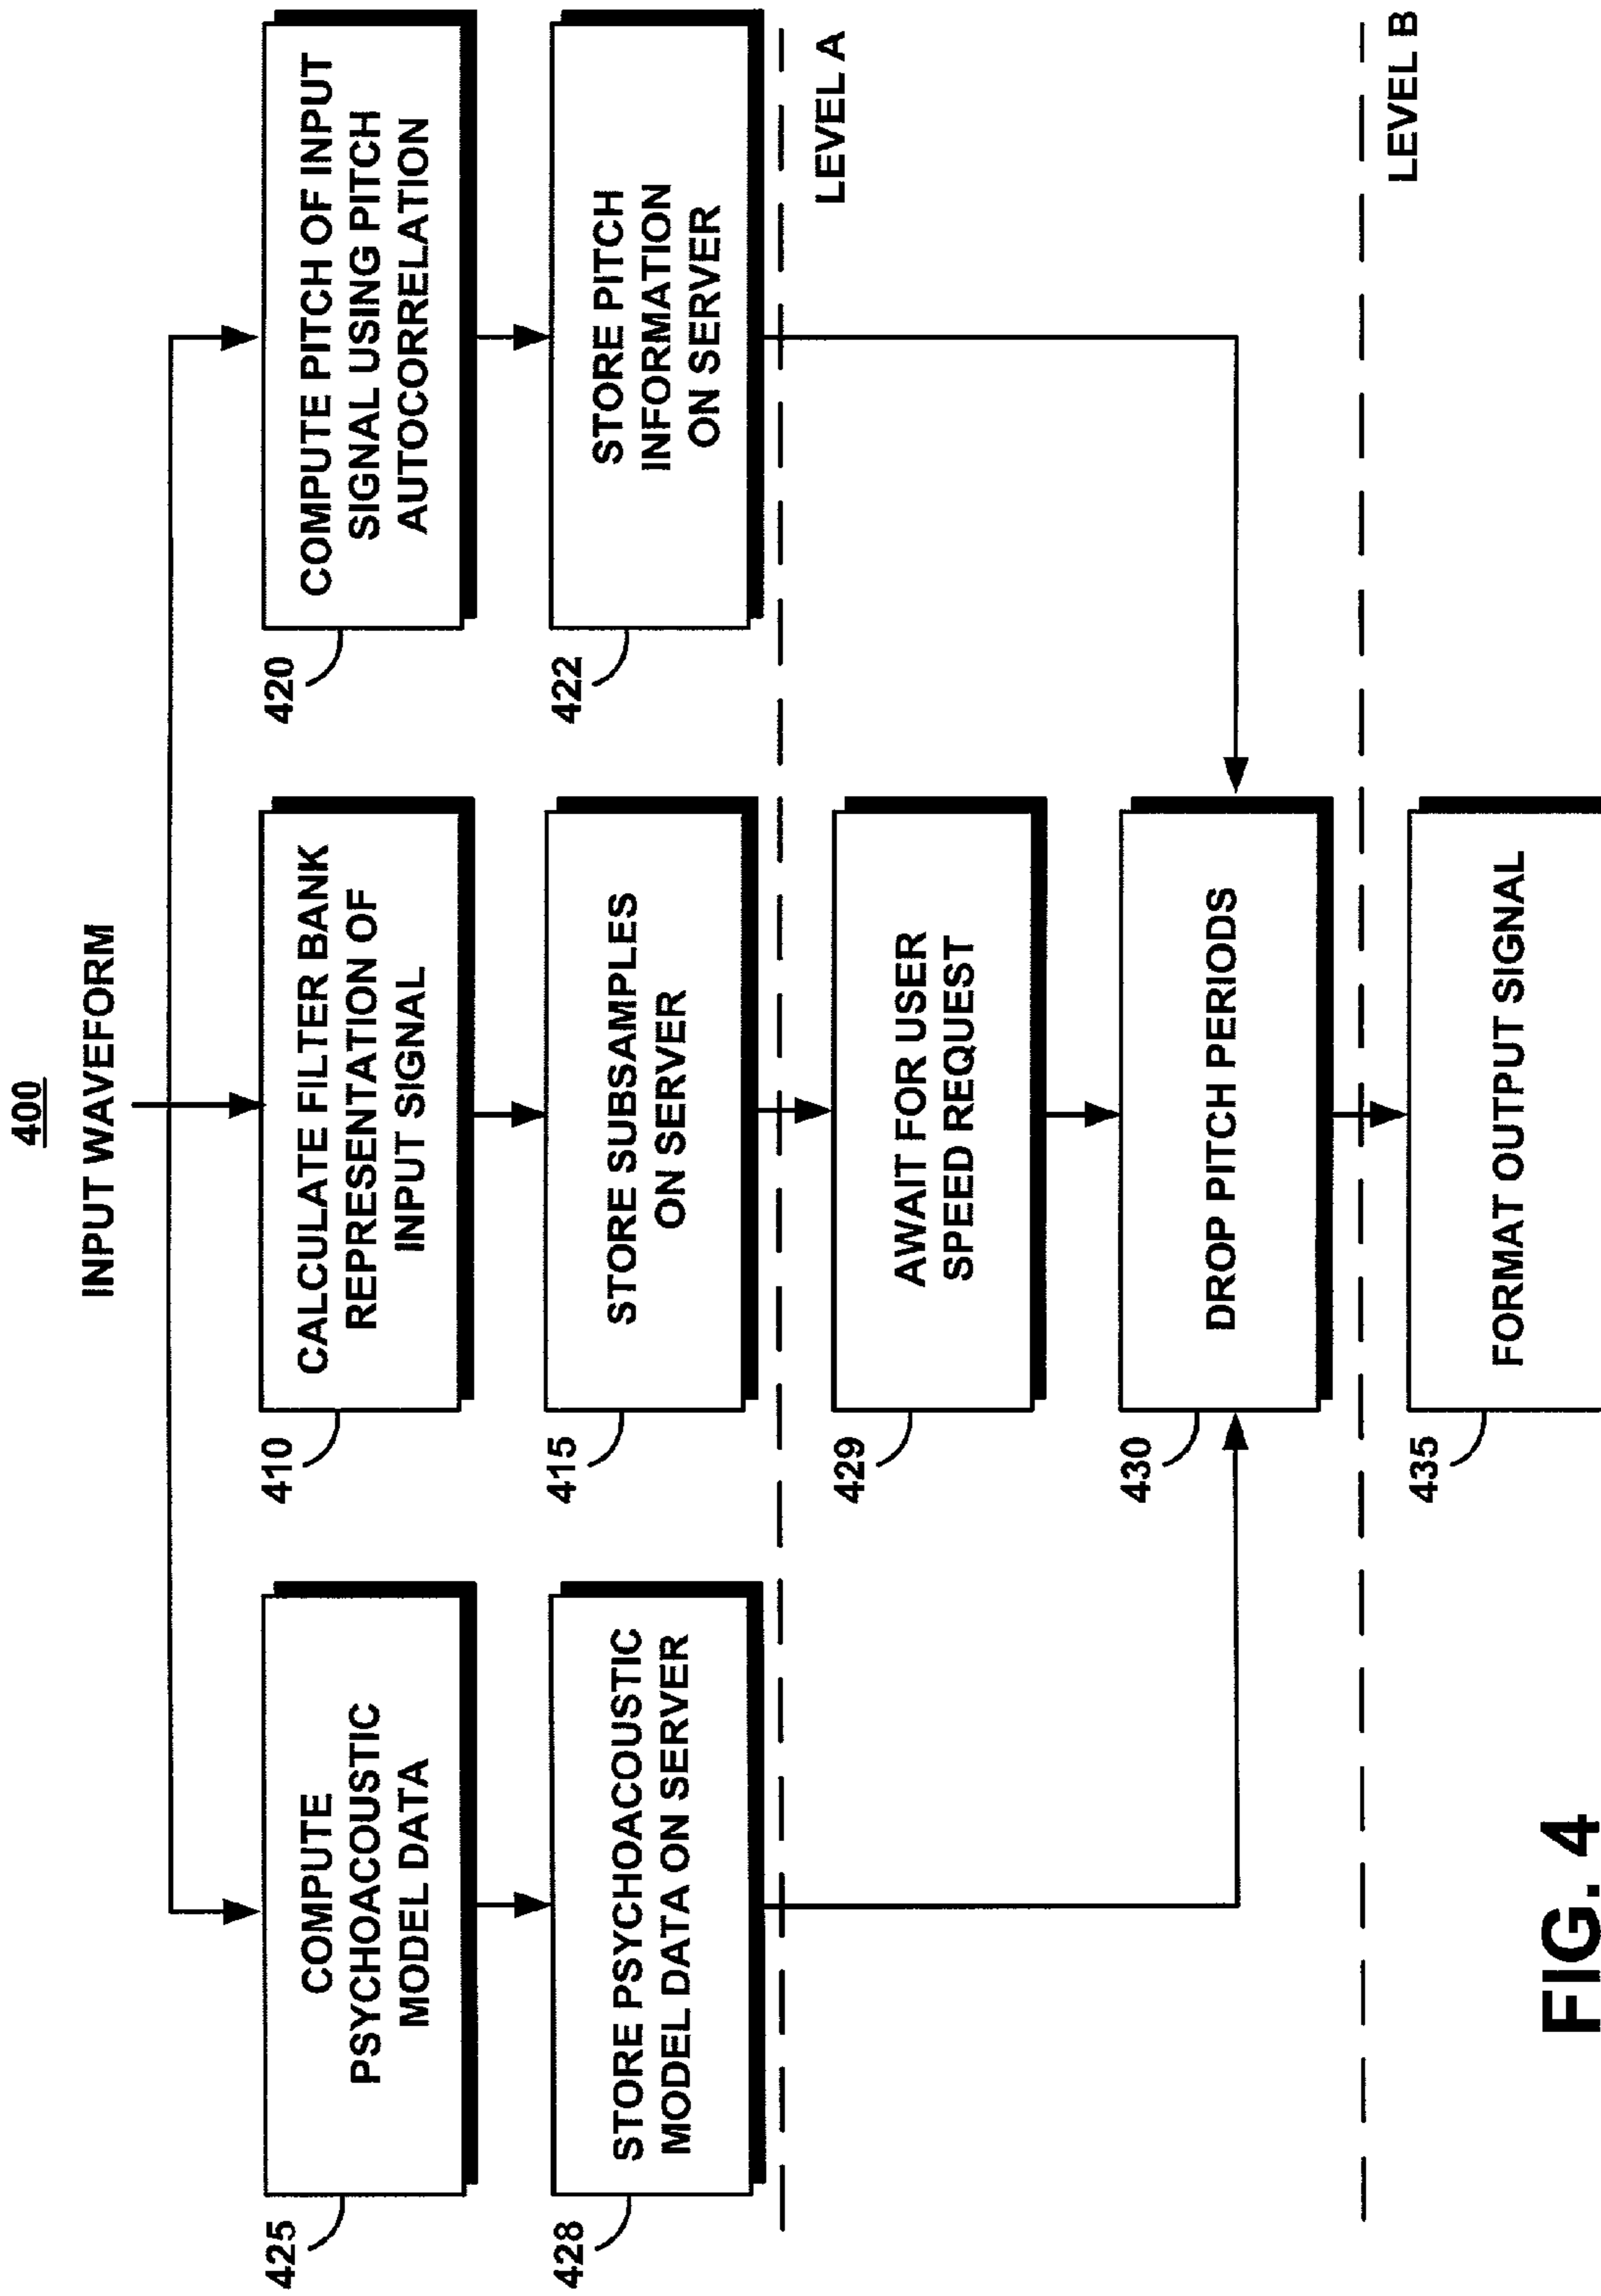 400
INPUT WAVEFORM
425
COMPUTE
PSYCHOACOUSTIC
MODEL DATA
410
CALCULATE FILTER BANK
REPRESENTATION OF
INPUT SIGNAL
420
COMPUTE PITCH OF INPUT
SIGNAL USING PITCH
AUTOCORRELATION
428
STORE PSYCHOACOUSTIC
MODEL DATA ON SERVER
415
STORE SUBSAMPLES
ON SERVER
422
STORE PITCH
INFORMATION
ON SERVER
LEVEL A
429
AWAIT FOR USER
SPEED REQUEST
430
DROP PITCH PERIODS
LEVEL B
435
FORMAT OUTPUT SIGNAL
FIG. 4